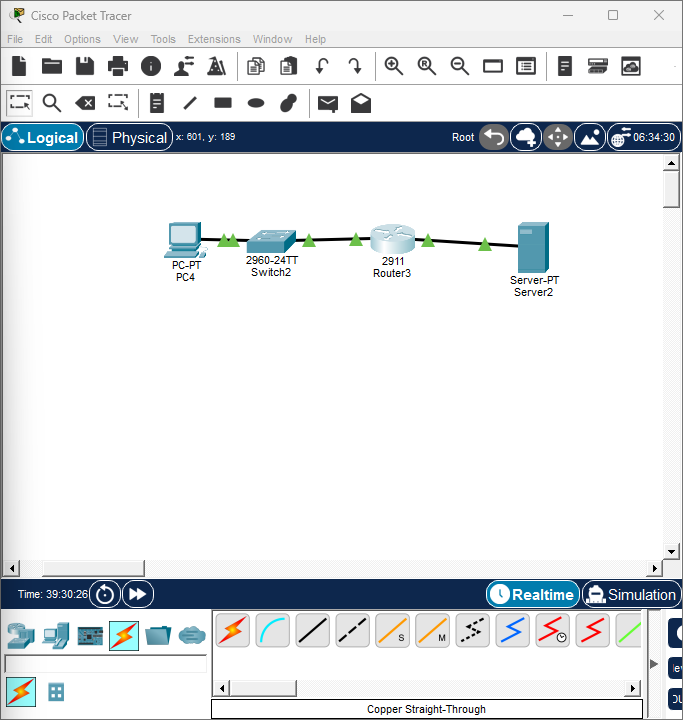 Cisco Packet Tracer
File Edit Options View Tools Extensions Window Help
Logical Physical x: 601, y: 189 Root 06:34:30
PC-PT
PC4
2960-24TT
Switch2
2911
Router3
Server-PT
Server2
Time: 39:30:26 Realtime Simulation
S M
Copper Straight-Through